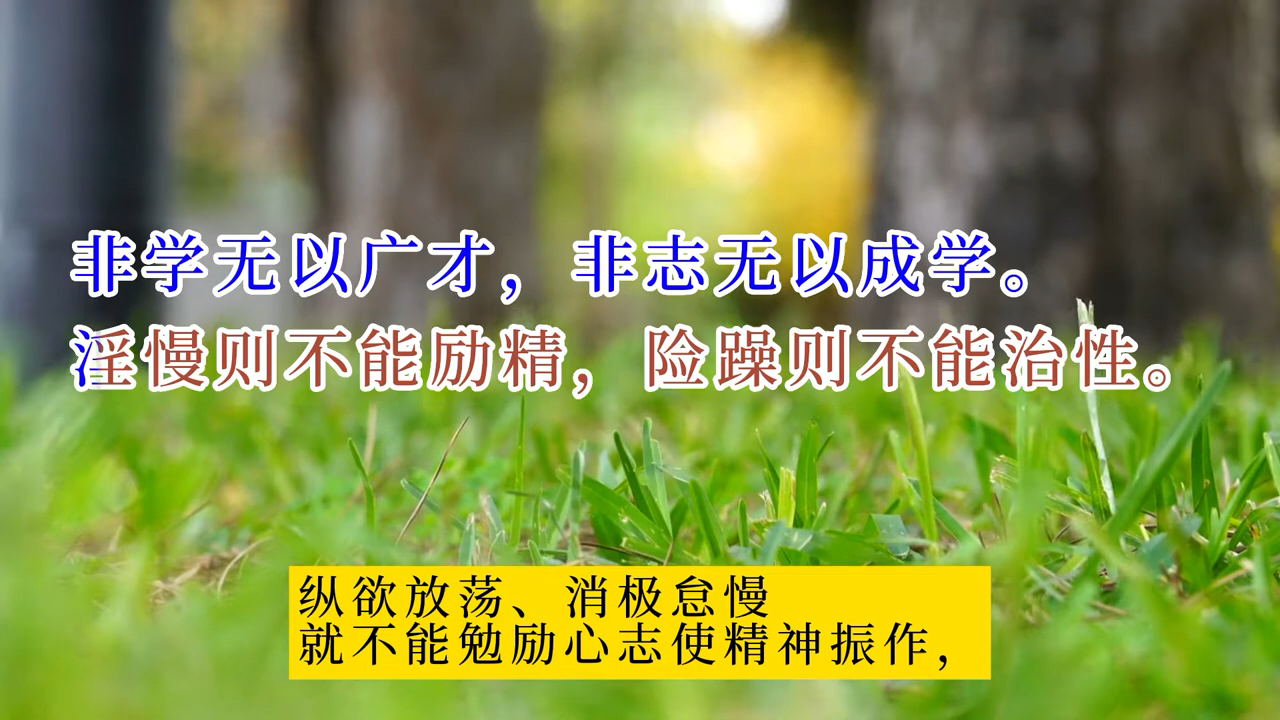 非学无以广才，非志无以成学。
淫慢则不能励精，险躁则不能治性。
纵欲放荡、消极怠慢
就不能勉励心志使精神振作，